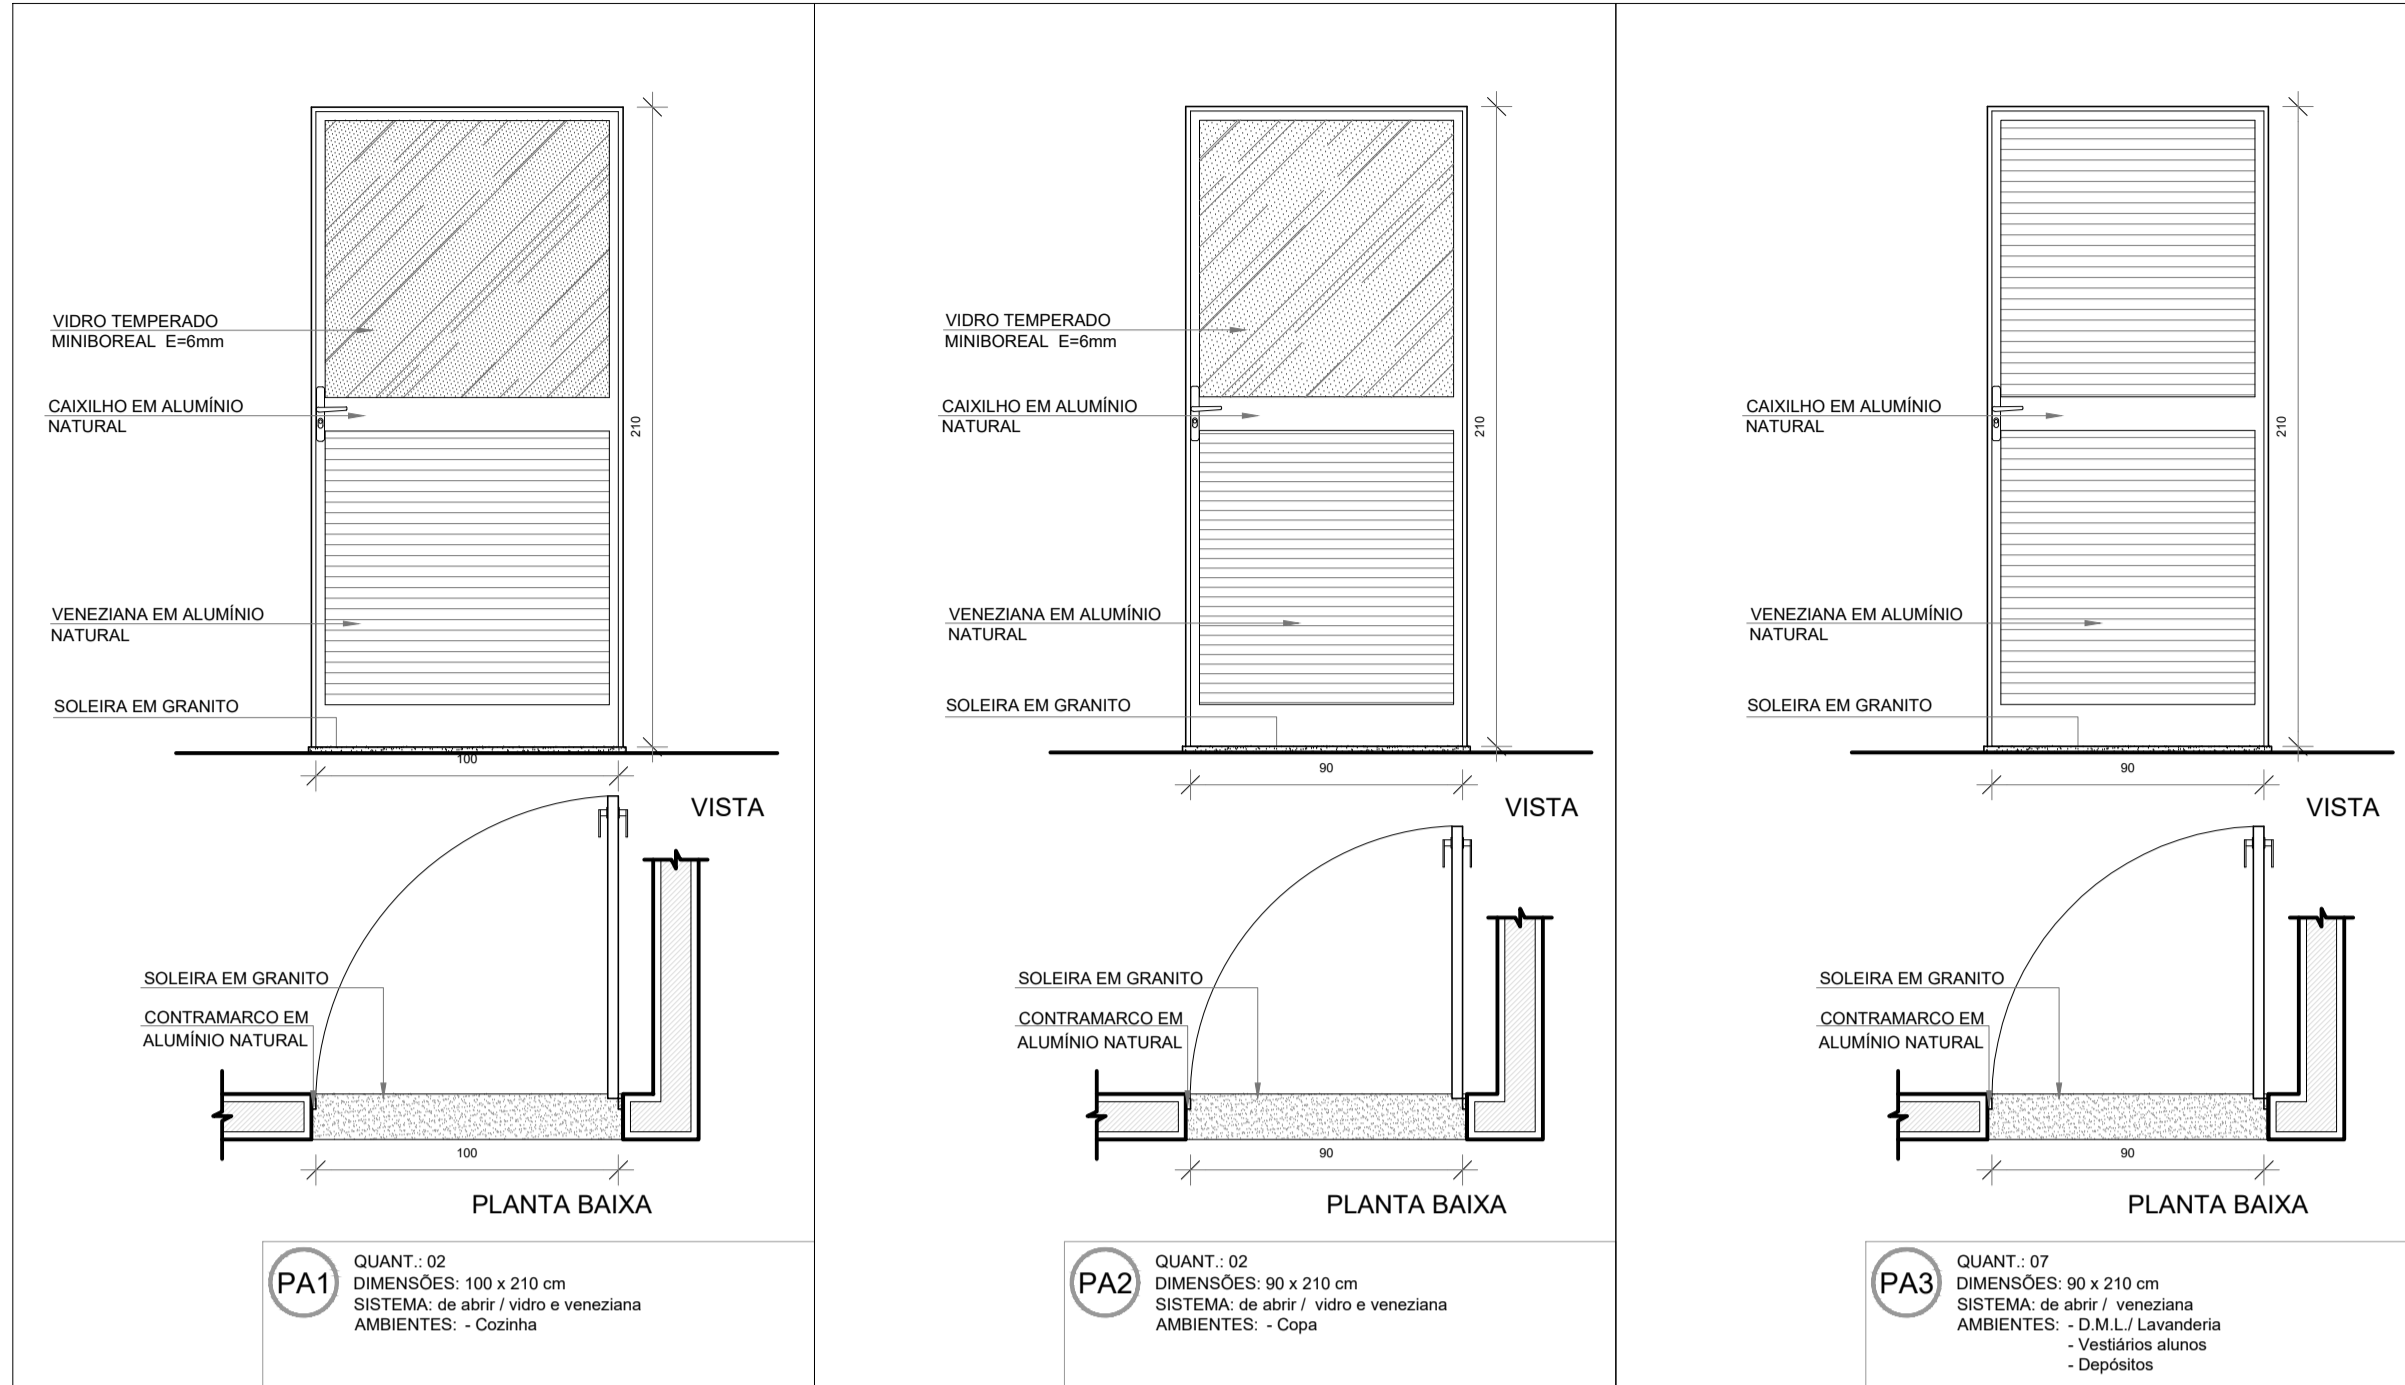 VIDRO TEMPERADO
MINIBOREAL E=6mm
CAIXILHO EM ALUMÍNIO
NATURAL
210
VENEZIANA EM ALUMÍNIO
NATURAL
SOLEIRA EM GRANITO
100
VISTA
SOLEIRA EM GRANITO
CONTRAMARCO EM
ALUMÍNIO NATURAL
100
PLANTA BAIXA
PA1
QUANT.: 02
DIMENSÕES: 100 x 210 cm
SISTEMA: de abrir / vidro e veneziana
AMBIENTES: - Cozinha
VIDRO TEMPERADO
MINIBOREAL E=6mm
CAIXILHO EM ALUMÍNIO
NATURAL
210
VENEZIANA EM ALUMÍNIO
NATURAL
SOLEIRA EM GRANITO
90
VISTA
SOLEIRA EM GRANITO
CONTRAMARCO EM
ALUMÍNIO NATURAL
90
PLANTA BAIXA
PA2
QUANT.: 02
DIMENSÕES: 90 x 210 cm
SISTEMA: de abrir / vidro e veneziana
AMBIENTES: - Copa
CAIXILHO EM ALUMÍNIO
NATURAL
210
VENEZIANA EM ALUMÍNIO
NATURAL
SOLEIRA EM GRANITO
90
VISTA
SOLEIRA EM GRANITO
CONTRAMARCO EM
ALUMÍNIO NATURAL
90
PLANTA BAIXA
PA3
QUANT.: 07
DIMENSÕES: 90 x 210 cm
SISTEMA: de abrir / veneziana
AMBIENTES: - D.M.L./ Lavanderia
- Vestiários alunos
- Depósitos